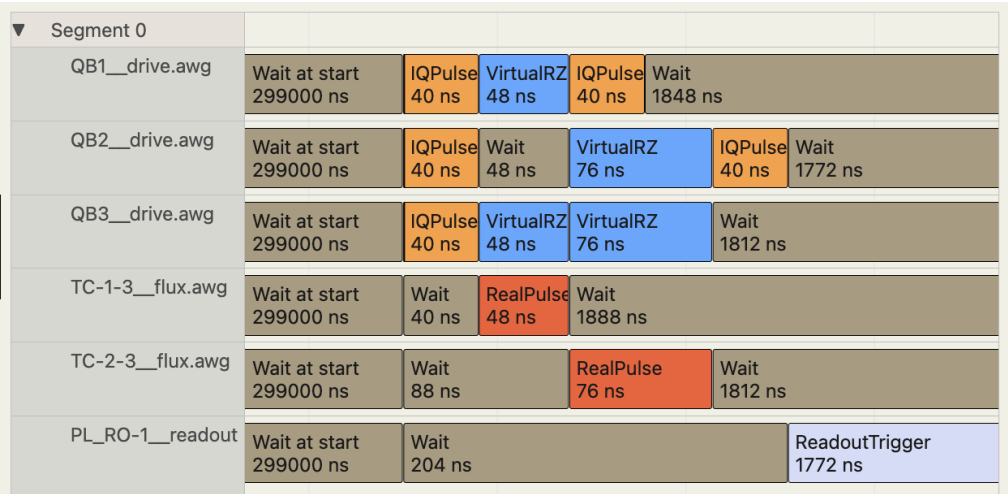 Segment 0
QB1__drive.awg
Wait at start
299000 ns
IQPulse
40 ns
VirtualRZ
48 ns
IQPulse
40 ns
Wait
1848 ns
QB2__drive.awg
Wait at start
299000 ns
IQPulse
40 ns
Wait
48 ns
VirtualRZ
76 ns
IQPulse
40 ns
Wait
1772 ns
QB3__drive.awg
Wait at start
299000 ns
IQPulse
40 ns
VirtualRZ
48 ns
VirtualRZ
76 ns
Wait
1812 ns
TC-1-3__flux.awg
Wait at start
299000 ns
Wait
40 ns
RealPulse
48 ns
Wait
1888 ns
TC-2-3__flux.awg
Wait at start
299000 ns
Wait
88 ns
RealPulse
76 ns
Wait
1812 ns
PL_RO-1__readout
Wait at start
299000 ns
Wait
204 ns
ReadoutTrigger
1772 ns